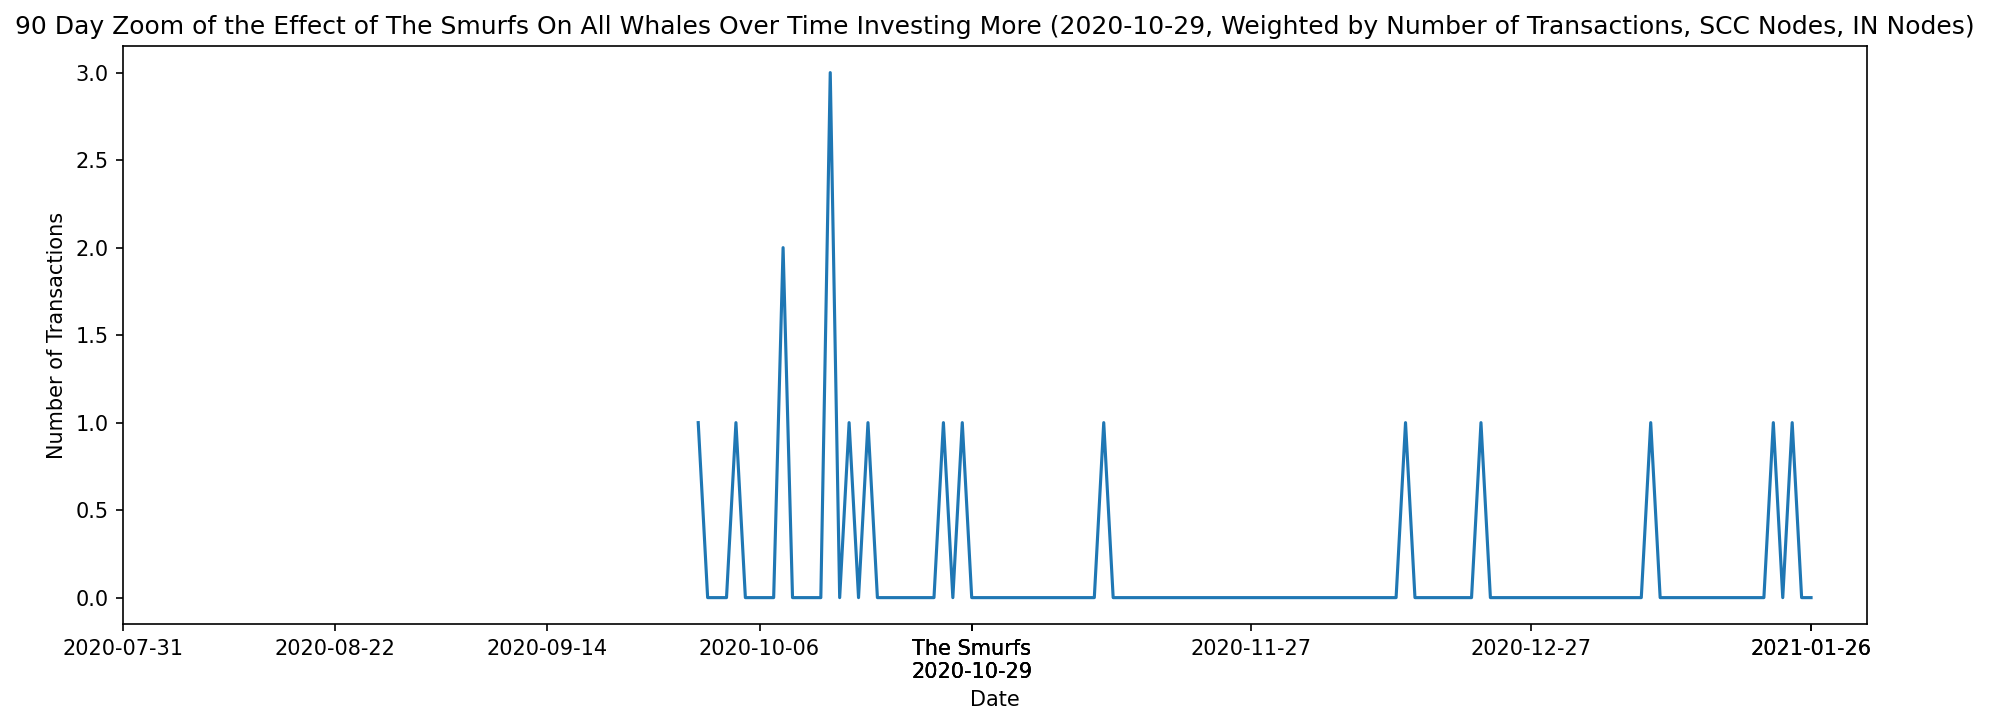 90 Day Zoom of the Effect of The Smurfs On All Whales Over Time Investing More (2020-10-29, Weighted by Number of Transactions, SCC Nodes, IN Nodes)
Number of Transactions
3.0
2.5
2.0
1.5
1.0
0.5
0.0
2020-07-31 2020-08-22 2020-09-14 2020-10-06 The Smurfs 2020-11-27 2020-12-27 2021-01-26
2020-10-29
Date